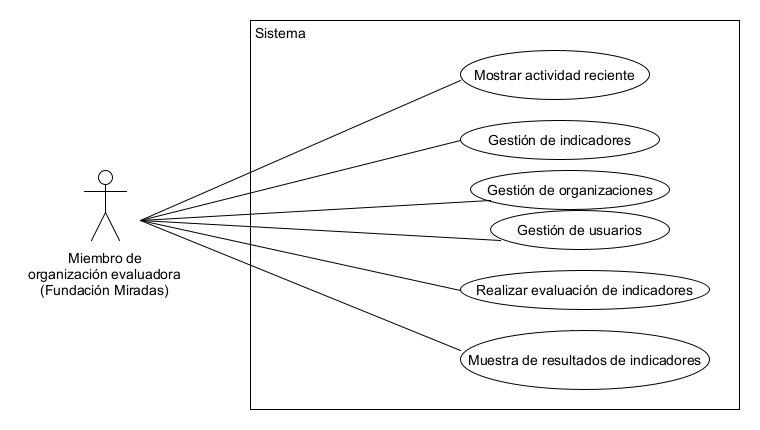 Sistema
Mostrar actividad reciente
Gestión de indicadores
Gestión de organizaciones
Gestión de usuarios
Miembro de
organización evaluadora
(Fundación Miradas)
Realizar evaluación de indicadores
Muestra de resultados de indicadores